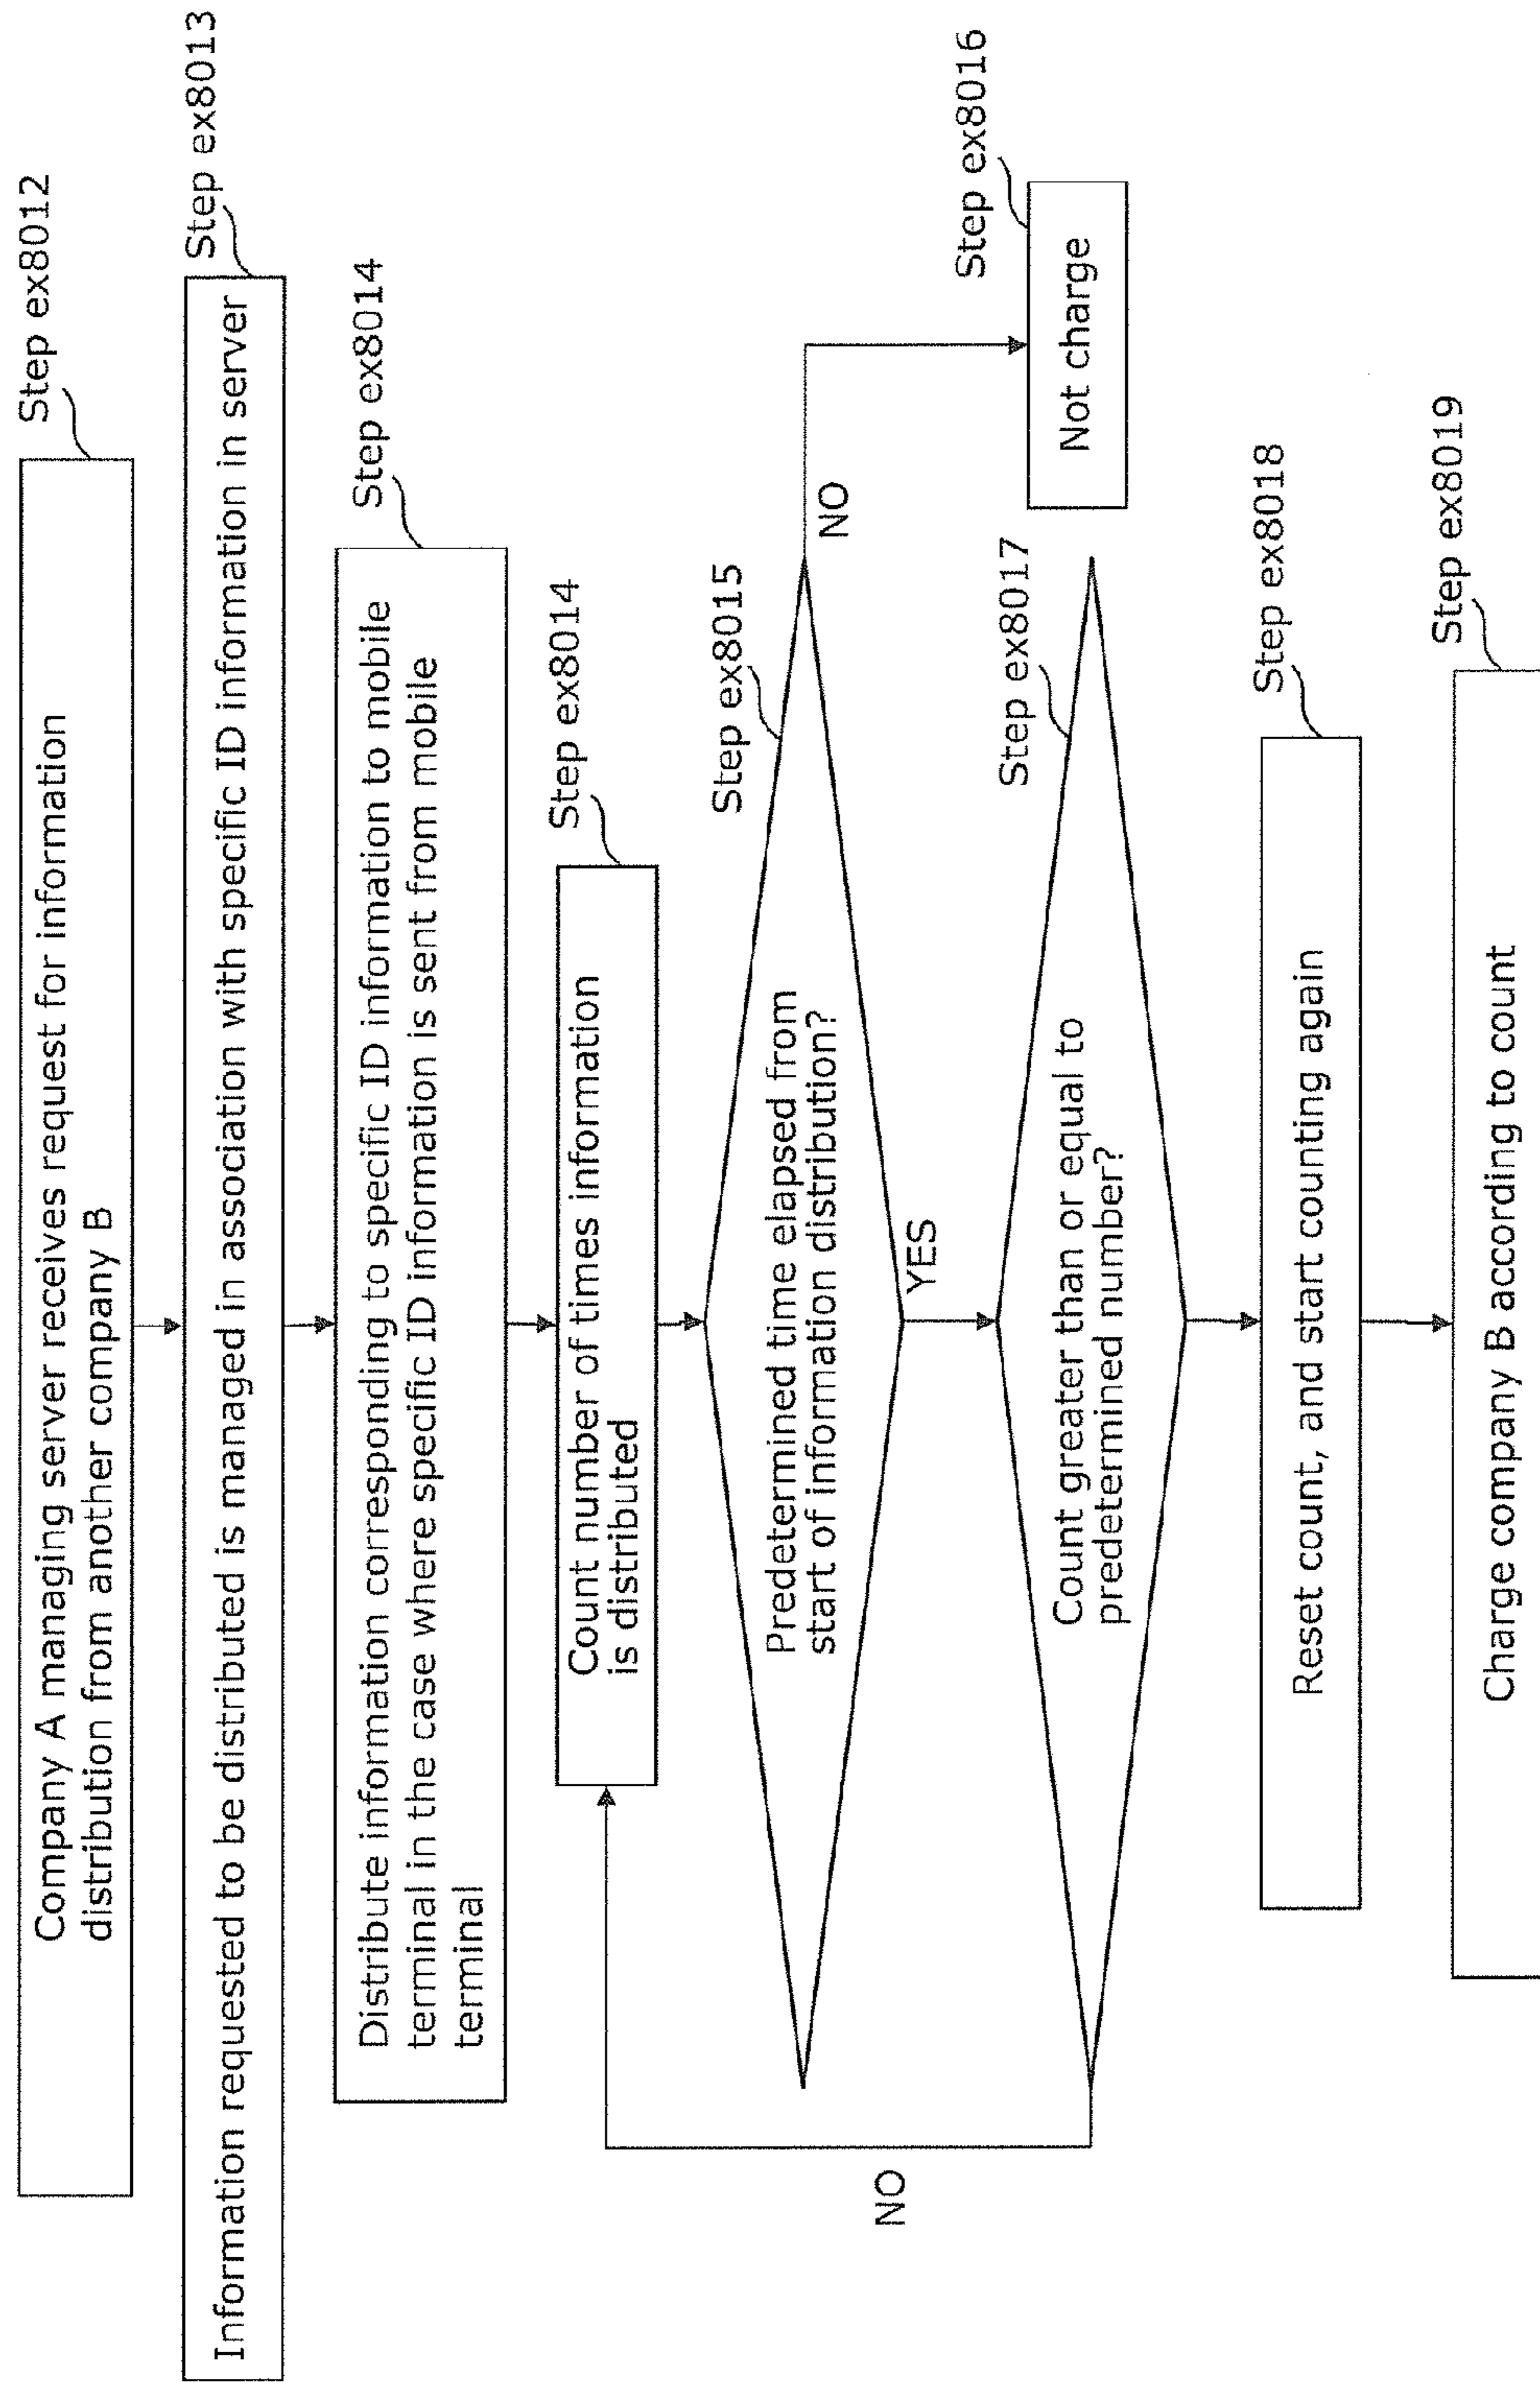 Step ex8012
Company A managing server receives request for information
distribution from another company B
Step ex8013
Information requested to be distributed is managed in association with specific ID information in server
Step ex8014
Distribute information corresponding to specific ID information to mobile
terminal in the case where specific ID information is sent from mobile
terminal
Step ex8014
Count number of times information
is distributed
Step ex8015
Predetermined time elapsed from
start of information distribution?
NO
YES
Step ex8016
Not charge
Step ex8017
Count greater than or equal to
predetermined number?
NO
Step ex8018
Reset count, and start counting again
Step ex8019
Charge company B according to count